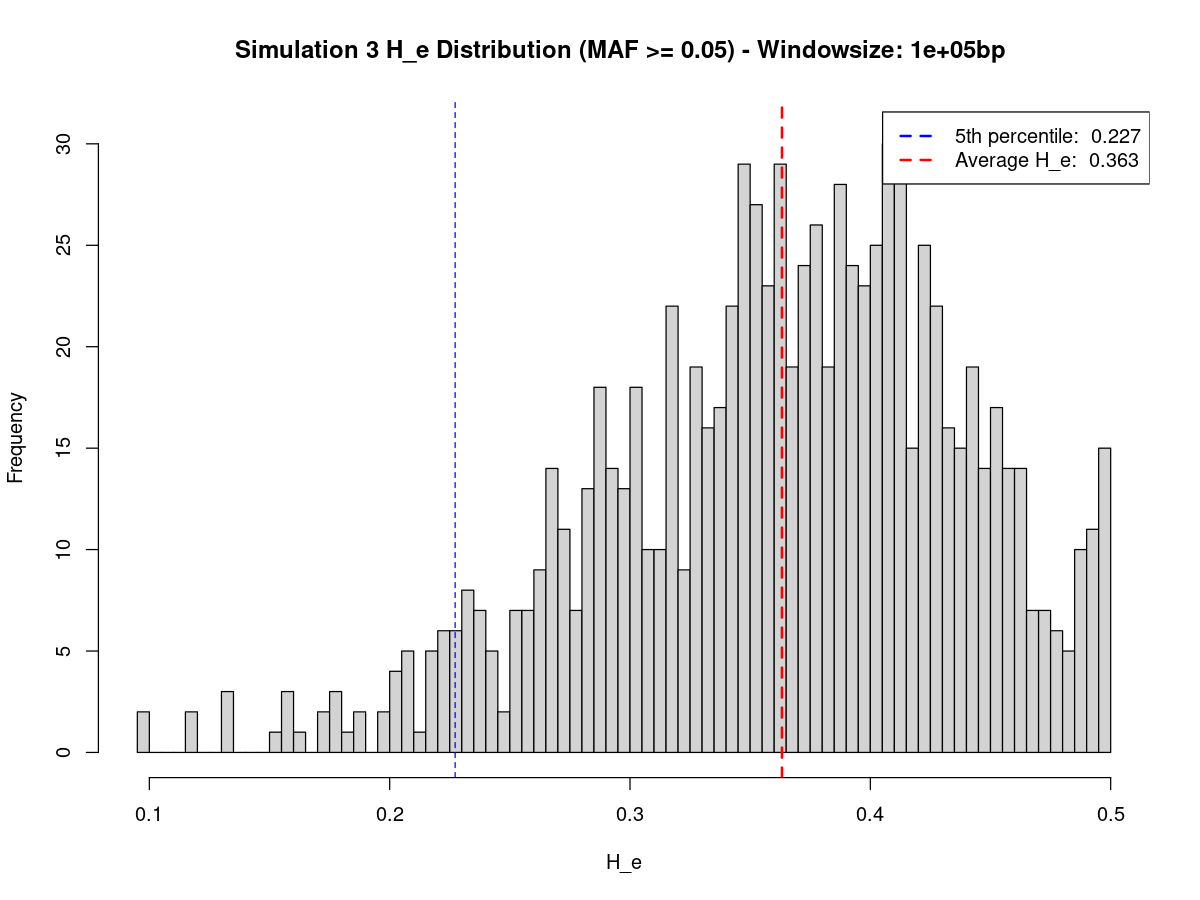 Simulation 3 H_e Distribution (MAF >= 0.05) - Windowsize: 1e+05bp
5th percentile: 0.227
Average H_e: 0.363
Frequency
30
25
20
15
10
5
0
0.1 0.2 0.3 0.4 0.5
H_e